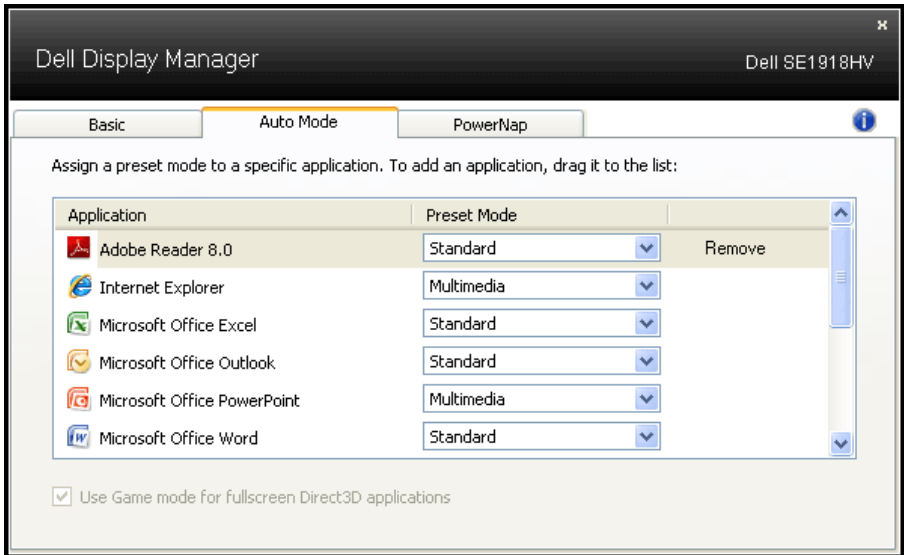 x
Dell Display Manager
Dell SE1918HV
Basic Auto Mode PowerNap
Assign a preset mode to a specific application. To add an application, drag it to the list:
Application Preset Mode
Adobe Reader 8.0 Standard Remove
Internet Explorer Multimedia
Microsoft Office Excel Standard
Microsoft Office Outlook Standard
Microsoft Office PowerPoint Multimedia
Microsoft Office Word Standard
Use Game mode for fullscreen Direct3D applications